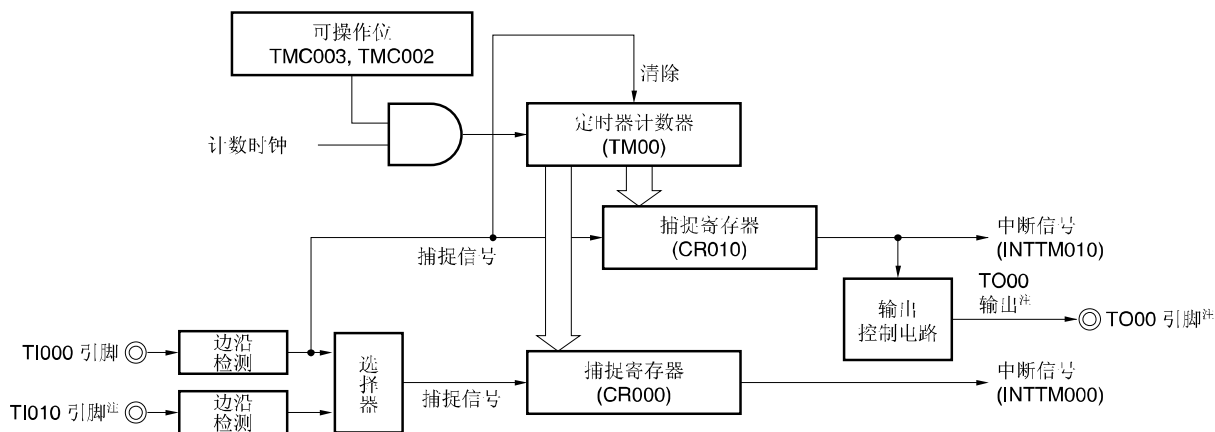 可操作位
TMC003, TMC002
清除
计数时钟
定时器计数器
(TM00)
捕捉信号
捕捉寄存器
(CR010)
中断信号
(INTTM010)
TO00
输出注
输出
控制电路
TO00 引脚注
TI000 引脚
边沿
检测
选
择
器
捕捉信号
捕捉寄存器
(CR000)
中断信号
(INTTM000)
TI010 引脚注
边沿
检测